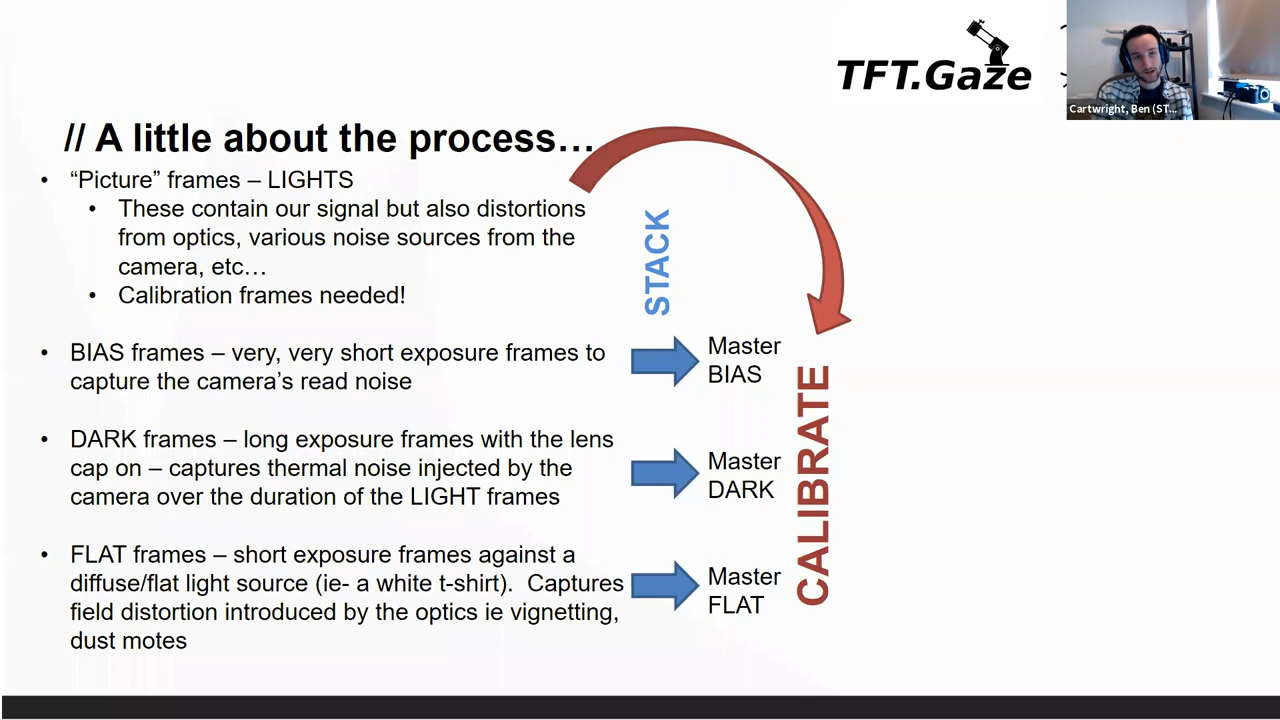 TFT.Gaze
Cartwright, Ben (ST...
// A little about the process…
• “Picture” frames – LIGHTS
• These contain our signal but also distortions
from optics, various noise sources from the
camera, etc…
• Calibration frames needed!
STACK
• BIAS frames – very, very short exposure frames to
capture the camera’s read noise
Master
BIAS
• DARK frames – long exposure frames with the lens
cap on – captures thermal noise injected by the
camera over the duration of the LIGHT frames
Master
DARK
• FLAT frames – short exposure frames against a
diffuse/flat light source (ie- a white t-shirt). Captures
field distortion introduced by the optics ie vignetting,
dust motes
Master
FLAT
CALIBRATE